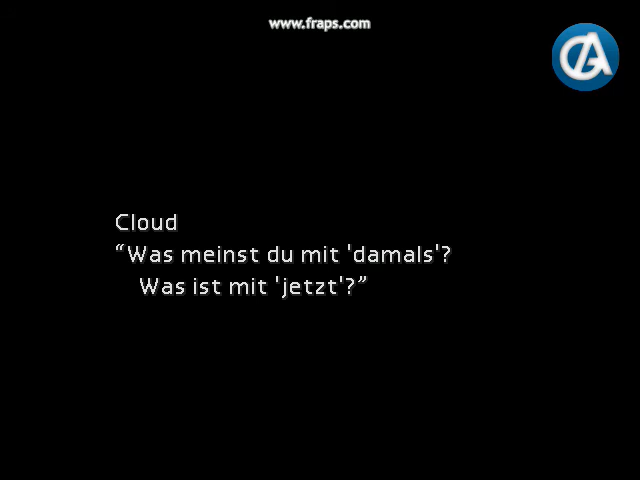 www.fraps.com
Cloud
“Was meinst du mit 'damals'?
Was ist mit 'jetzt'?”